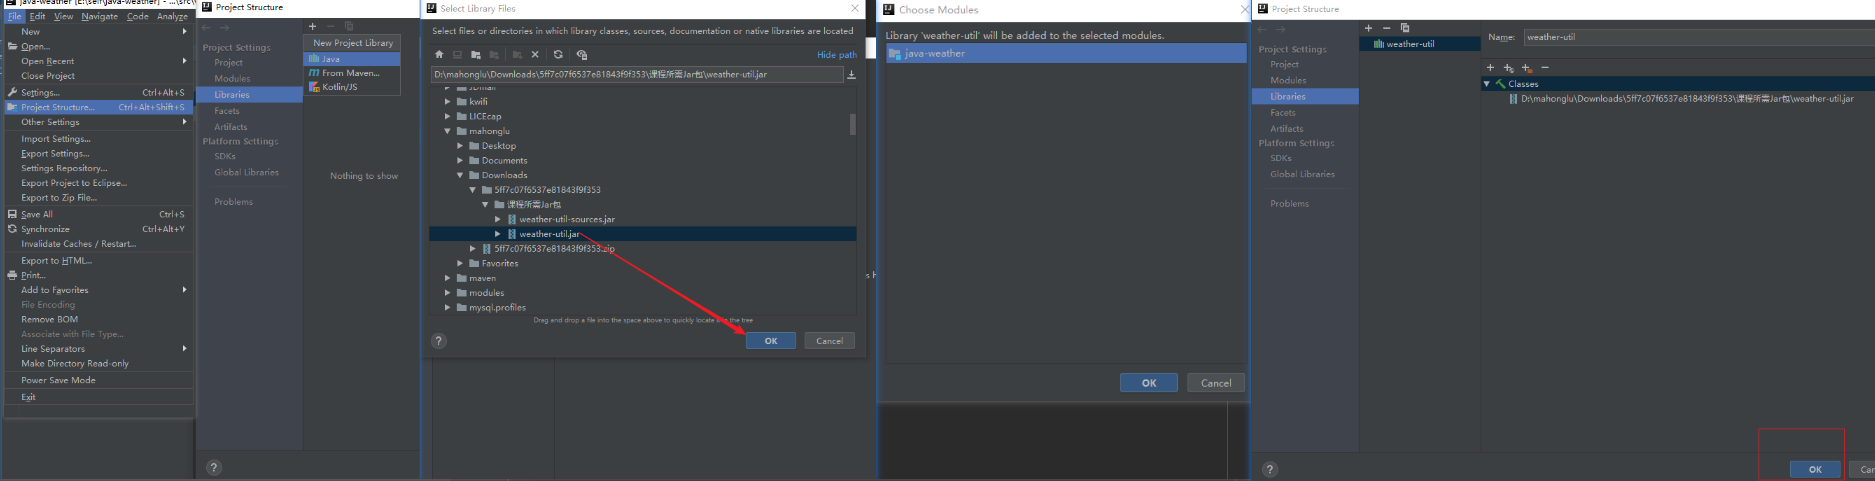 java-weather [E:\self\java-weather] - ...\src\
File Edit View Navigate Code Analyze
New
Open...
Open Recent
Close Project
Settings... Ctrl+Alt+S
Project Structure... Ctrl+Alt+Shift+S
Other Settings
Import Settings...
Export Settings...
Settings Repository...
Export Project to Eclipse...
Export to Zip File...
Save All Ctrl+S
Synchronize Ctrl+Alt+Y
Invalidate Caches / Restart...
Export to HTML...
Print...
Add to Favorites
File Encoding
Remove BOM
Associate with File Type...
Line Separators
Make Directory Read-only
Power Save Mode
Exit
Project Structure
Project Settings
Project
Modules
Libraries
Facets
Artifacts
Platform Settings
SDKs
Global Libraries
Problems
New Project Library
Java
From Maven...
Kotlin/JS
Nothing to show
?
Select Library Files
Select files or directories in which library classes, sources, documentation or native libraries are located
Hide path
D:\mahonglu\Downloads\5ff7c07f6537e81843f9f353\课程所需Jar包\weather-util.jar
kwifi
LICEcap
mahonglu
Desktop
Documents
Downloads
5ff7c07f6537e81843f9f353
课程所需Jar包
weather-util-sources.jar
weather-util.jar
5ff7c07f6537e81843f9f353.zip
Favorites
maven
modules
mysql.profiles
Drag and drop a file into the space above to quickly locate it in the tree
?
OK
Cancel
Choose Modules
Library 'weather-util' will be added to the selected modules.
java-weather
OK
Cancel
Project Structure
Project Settings
Project
Modules
Libraries
Facets
Artifacts
Platform Settings
SDKs
Global Libraries
Problems
weather-util
Name: weather-util
Classes
D:\mahonglu\Downloads\5ff7c07f6537e81843f9f353\课程所需Jar包\weather-util.jar
?
OK
Can